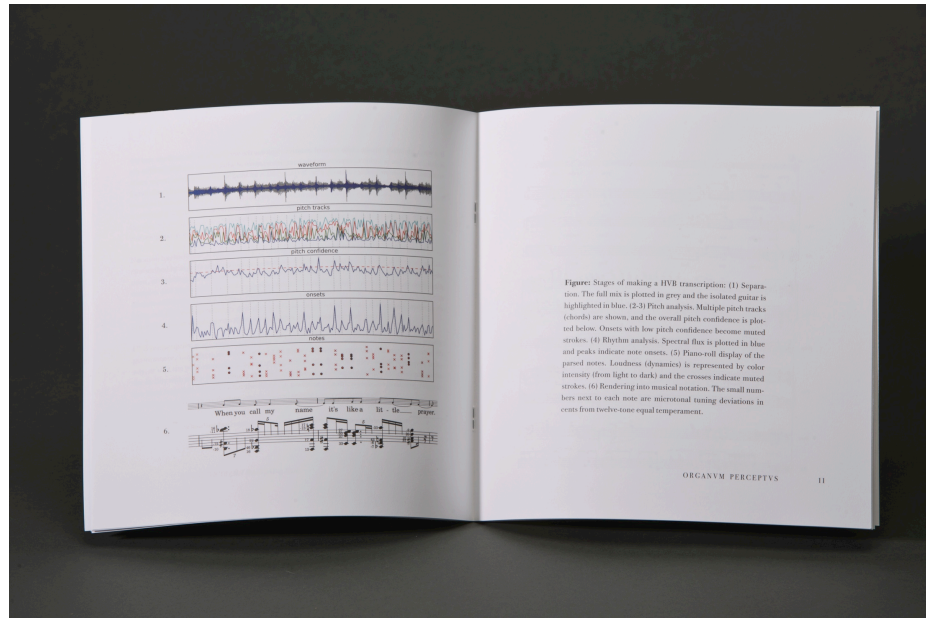 waveform
1.
pitch tracks
2.
pitch confidence
3.
onsets
4.
notes
5.
When you call my name it's like a lit - tle prayer.
6.
Figure: Stages of making a HVB transcription: (1) Separa-
tion. The full mix is plotted in grey and the isolated guitar is
highlighted in blue. (2-3) Pitch analysis. Multiple pitch tracks
(chords) are shown, and the overall pitch confidence is plot-
ted below. Onsets with low pitch confidence become muted
strokes. (4) Rhythm analysis. Spectral flux is plotted in blue
and peaks indicate note onsets. (5) Piano-roll display of the
parsed notes. Loudness (dynamics) is represented by color
intensity (from light to dark) and the crosses indicate muted
strokes. (6) Rendering into musical notation. The small num-
bers next to each note are microtonal tuning deviations in
cents from twelve-tone equal temperament.
ORGANVM PERCEPTVS 11